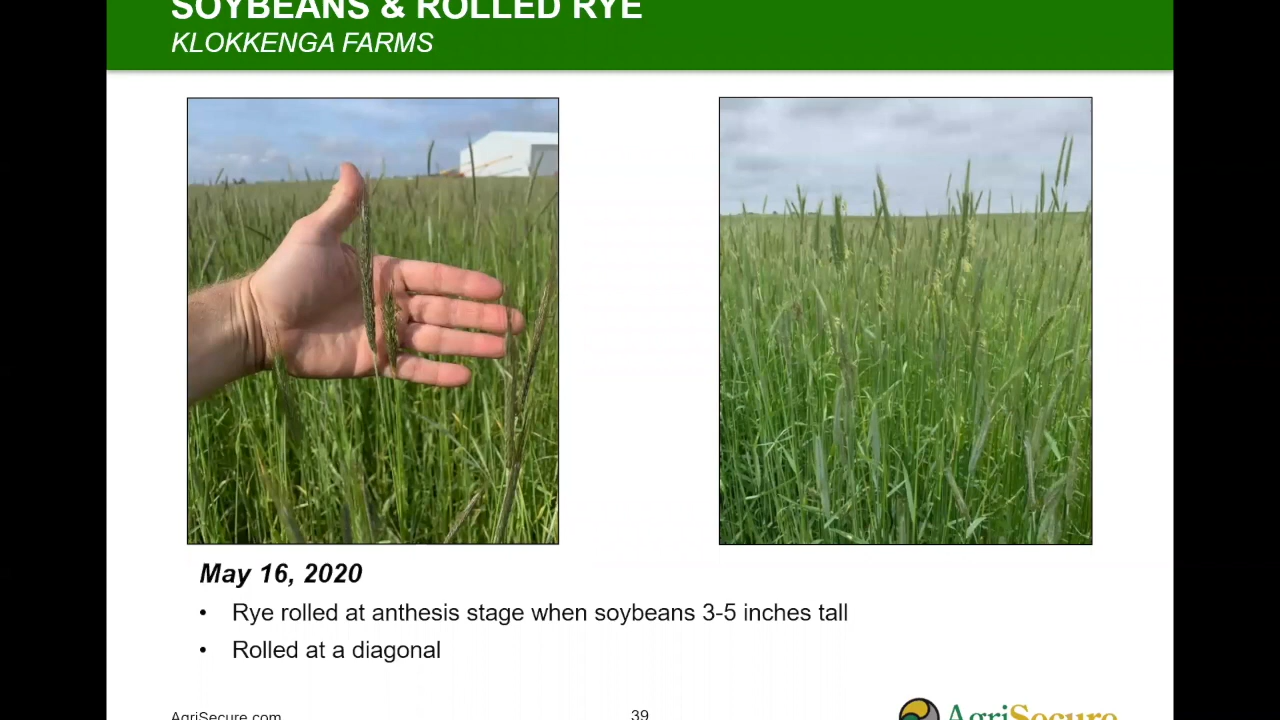 SOYBEANS & ROLLED RYE
KLOKKENGA FARMS
May 16, 2020
• Rye rolled at anthesis stage when soybeans 3-5 inches tall
• Rolled at a diagonal
AgriSecure.com
39
AgriSecure